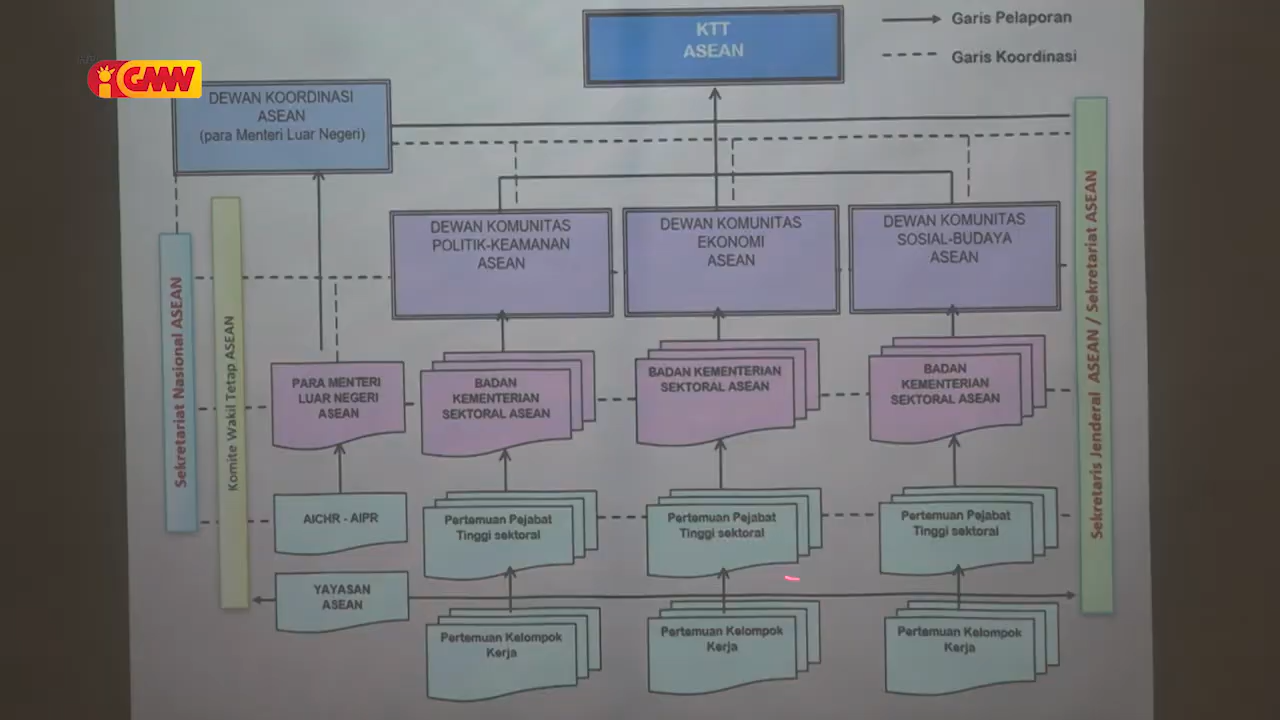 KTT
ASEAN
Garis Pelaporan
Garis Koordinasi
GMW
DEWAN KOORDINASI
ASEAN
(para Menteri Luar Negeri)
DEWAN KOMUNITAS
POLITIK-KEAMANAN
ASEAN
DEWAN KOMUNITAS
EKONOMI
ASEAN
DEWAN KOMUNITAS
SOSIAL-BUDAYA
ASEAN
Sekretariat Nasional ASEAN
Komite Wakil Tetap ASEAN
Sekretaris Jenderal ASEAN / Sekretariat ASEAN
PARA MENTERI
LUAR NEGERI
ASEAN
BADAN
KEMENTERIAN
SEKTORAL ASEAN
BADAN KEMENTERIAN
SEKTORAL ASEAN
BADAN
KEMENTERIAN
SEKTORAL ASEAN
AICHR - AIPR
Pertemuan Pejabat
Tinggi sektoral
Pertemuan Pejabat
Tinggi sektoral
Pertemuan Pejabat
Tinggi sektoral
YAYASAN
ASEAN
Pertemuan Kelompok
Kerja
Pertemuan Kelompok
Kerja
Pertemuan Kelompok
Kerja